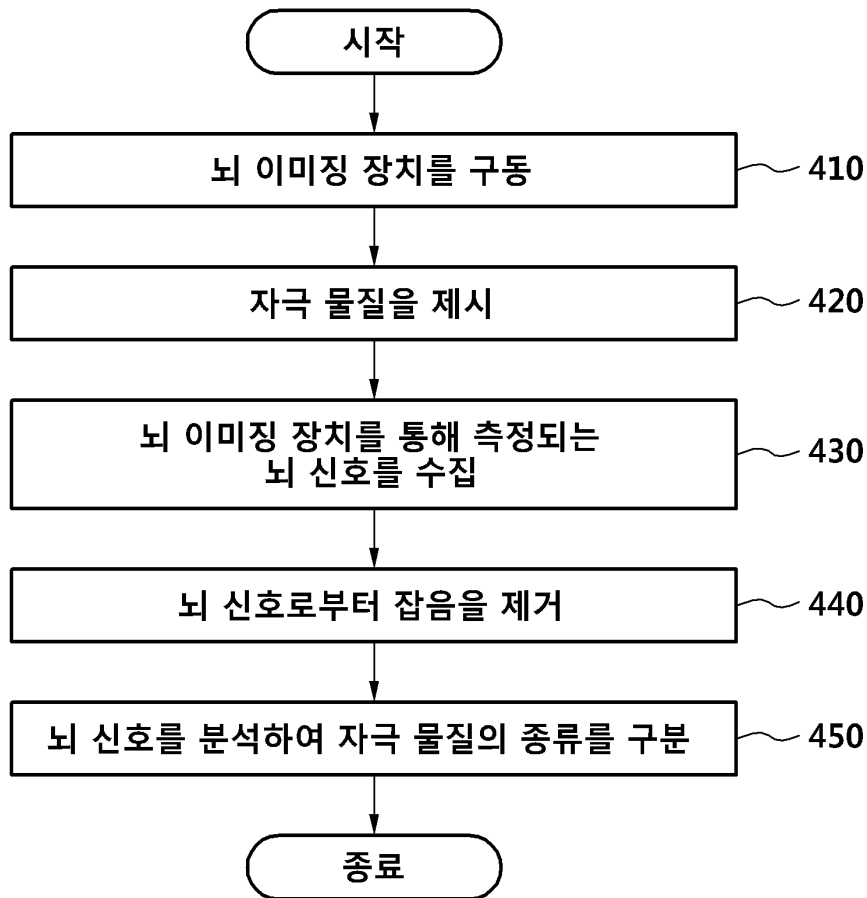 시작
뇌 이미징 장치를 구동
410
자극 물질을 제시
420
뇌 이미징 장치를 통해 측정되는
뇌 신호를 수집
430
뇌 신호로부터 잡음을 제거
440
뇌 신호를 분석하여 자극 물질의 종류를 구분
450
종료